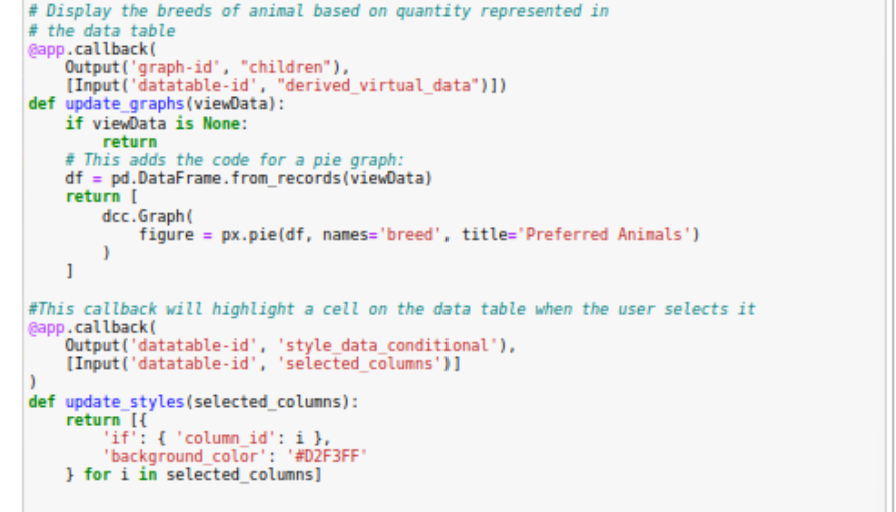 # Display the breeds of animal based on quantity represented in
# the data table
@app.callback(
    Output('graph-id', "children"),
    [Input('datatable-id', "derived_virtual_data")])
def update_graphs(viewData):
    if viewData is None:
        return
    # This adds the code for a pie graph:
    df = pd.DataFrame.from_records(viewData)
    return [
        dcc.Graph(
            figure = px.pie(df, names='breed', title='Preferred Animals')
        )
    ]

#This callback will highlight a cell on the data table when the user selects it
@app.callback(
    Output('datatable-id', 'style_data_conditional'),
    [Input('datatable-id', 'selected_columns')]
)
def update_styles(selected_columns):
    return [{
        'if': { 'column_id': i },
        'background_color': '#D2F3FF'
    } for i in selected_columns]